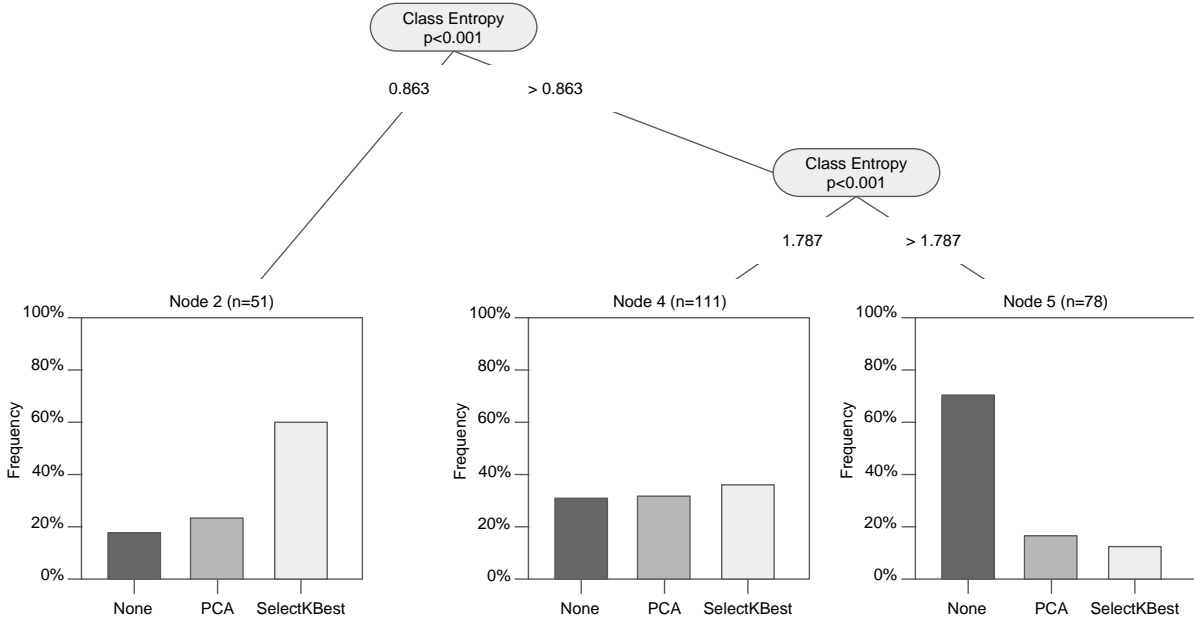 Class Entropy
p<0.001
0.863
> 0.863
Class Entropy
p<0.001
1.787
> 1.787
Node 2 (n=51)
100%
80%
60%
40%
20%
0%
Frequency
None
PCA
SelectKBest
Node 4 (n=111)
100%
80%
60%
40%
20%
0%
Frequency
None
PCA
SelectKBest
Node 5 (n=78)
100%
80%
60%
40%
20%
0%
Frequency
None
PCA
SelectKBest